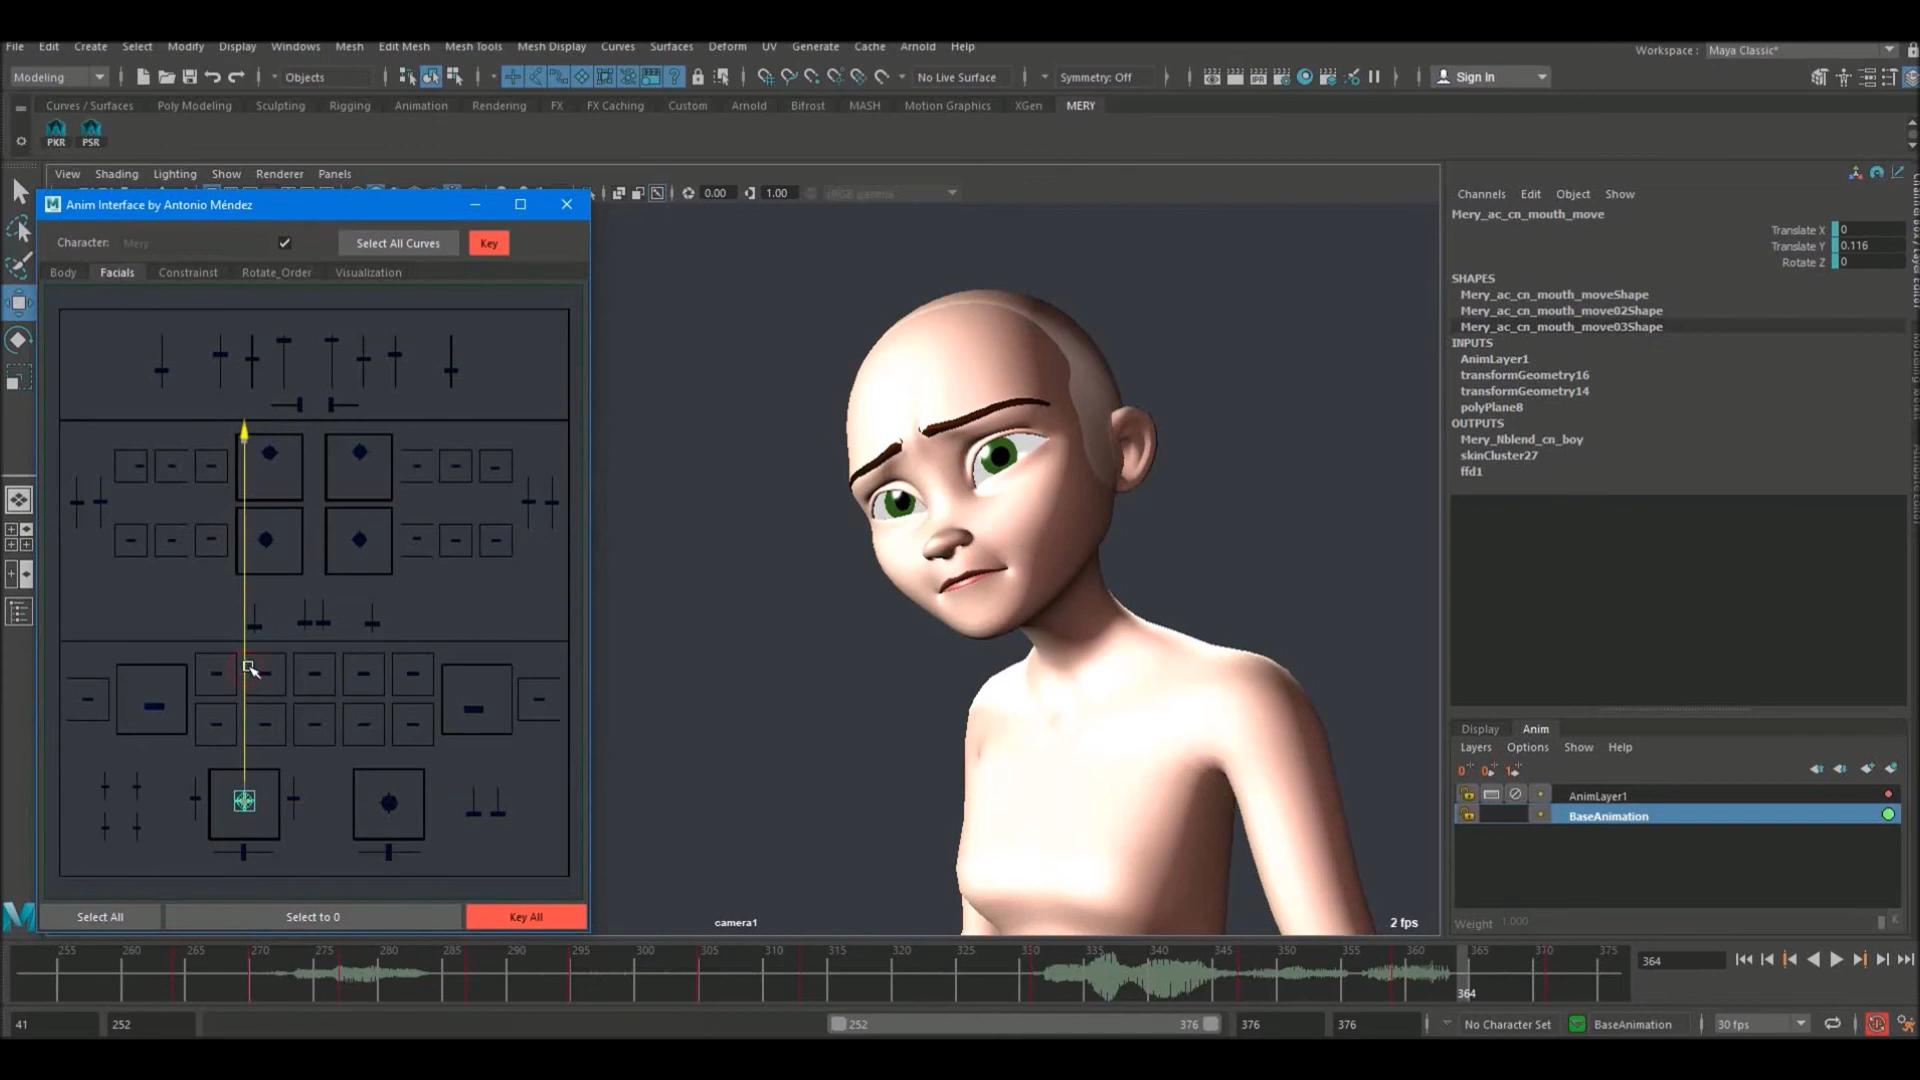 File Edit Create Select Modify Display Windows Mesh Edit Mesh Mesh Tools Mesh Display Curves Surfaces Deform UV Generate Cache Arnold Help
Workspace : Maya Classic*
Modeling Objects No Live Surface Symmetry: Off Sign In
Curves / Surfaces Poly Modeling Sculpting Rigging Animation Rendering FX FX Caching Custom Arnold Bifrost MASH Motion Graphics XGen MERY
PKR PSR
View Shading Lighting Show Renderer Panels
0.00 1.00
Anim Interface by Antonio Méndez
Character: Mery Select All Curves Key
Body Facials Constrainst Rotate_Order Visualization
Select All Select to 0 Key All
camera1
2 fps
Channels Edit Object Show
Mery_ac_cn_mouth_move
Translate X 0
Translate Y 0.116
Rotate Z 0
SHAPES
Mery_ac_cn_mouth_moveShape
Mery_ac_cn_mouth_move02Shape
Mery_ac_cn_mouth_move03Shape
INPUTS
AnimLayer1
transformGeometry16
transformGeometry14
polyPlane8
OUTPUTS
Mery_Nblend_cn_boy
skinCluster27
ffd1
Display Anim
Layers Options Show Help
AnimLayer1
BaseAnimation
Weight 1.000
255 260 265 270 275 280 285 290 295 300 305 310 315 320 325 330 335 340 345 350 355 360 365 370 375
364
364
41 252 252 376 376 376 No Character Set BaseAnimation 30 fps